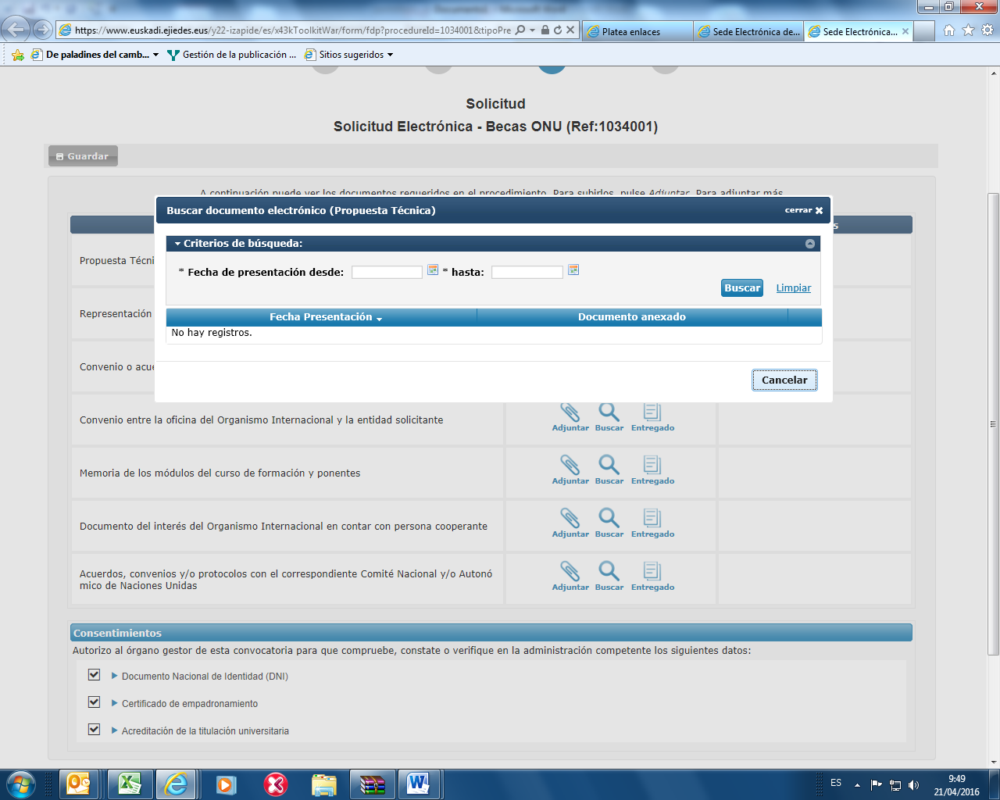 https://www.euskadi.ejiedes.eus/y22-izapide/es/x43kToolkitWar/form/fdp?procedureId=1034001&tipoPre
Platea enlaces
Sede Electrónica de...
Sede Electrónica...
De paladines del camb...
Gestión de la publicación ...
Sitios sugeridos
Solicitud
Solicitud Electrónica - Becas ONU (Ref:1034001)
Guardar
A continuación puede ver los documentos requeridos en el procedimiento. Para subirlos, pulse Adjuntar. Para adjuntar más
Buscar documento electrónico (Propuesta Técnica)
cerrar
Criterios de búsqueda:
* Fecha de presentación desde:
* hasta:
Buscar
Limpiar
Fecha Presentación
Documento anexado
No hay registros.
Cancelar
s
Propuesta Técni
Representación
Convenio o acue
Convenio entre la oficina del Organismo Internacional y la entidad solicitante
Adjuntar Buscar Entregado
Memoria de los módulos del curso de formación y ponentes
Adjuntar Buscar Entregado
Documento del interés del Organismo Internacional en contar con persona cooperante
Adjuntar Buscar Entregado
Acuerdos, convenios y/o protocolos con el correspondiente Comité Nacional y/o Autonó
mico de Naciones Unidas
Adjuntar Buscar Entregado
Consentimientos
Autorizo al órgano gestor de esta convocatoria para que compruebe, constate o verifique en la administración competente los siguientes datos:
Documento Nacional de Identidad (DNI)
Certificado de empadronamiento
Acreditación de la titulación universitaria
ES
9:49
21/04/2016